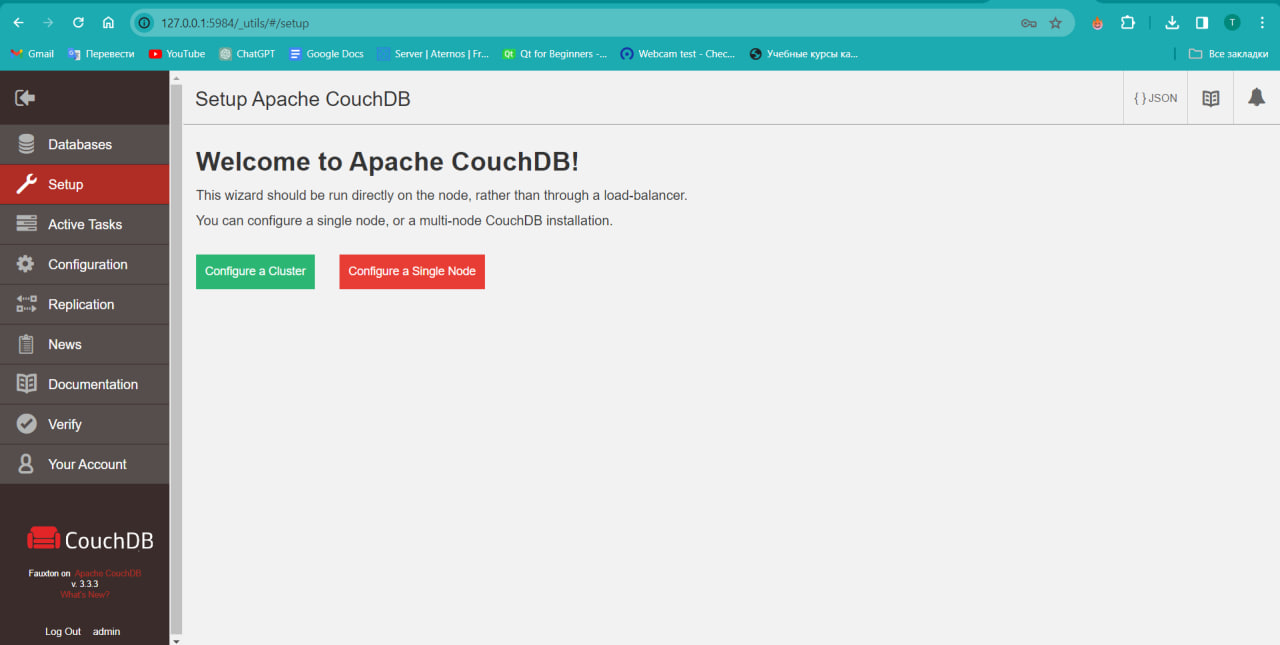 127.0.0.1:5984/_utils/#/setup
T
Gmail
Перевести
YouTube
ChatGPT
Google Docs
Server | Aternos | Fr...
Qt Qt for Beginners -...
Webcam test - Chec...
Учебные курсы ка...
Все закладки
Setup Apache CouchDB
{ } JSON
Databases
Setup
Active Tasks
Configuration
Replication
News
Documentation
Verify
Your Account
Welcome to Apache CouchDB!
This wizard should be run directly on the node, rather than through a load-balancer.
You can configure a single node, or a multi-node CouchDB installation.
Configure a Cluster
Configure a Single Node
CouchDB
Fauxton on Apache CouchDB
v. 3.3.3
What's New?
Log Out admin